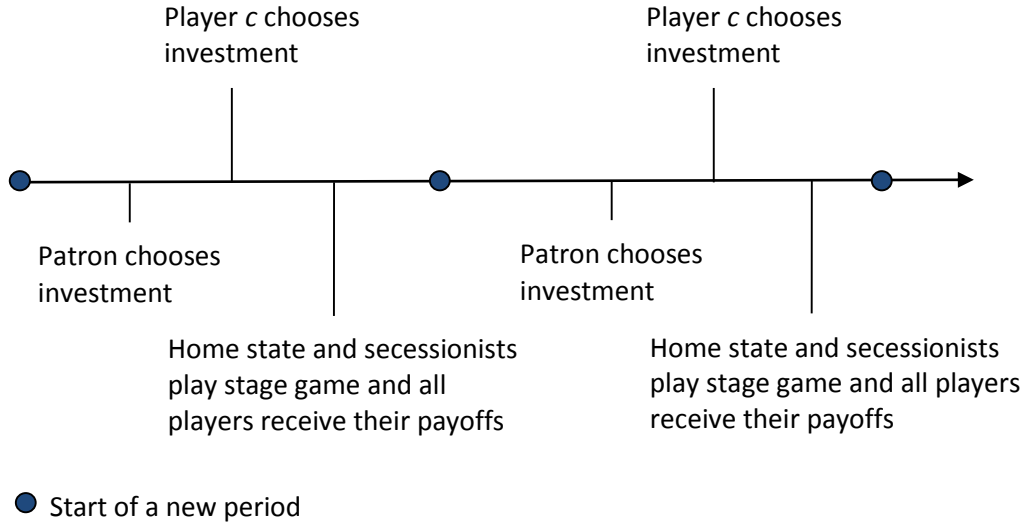 Player c chooses
investment
Player c chooses
investment
Patron chooses
investment
Patron chooses
investment
Home state and secessionists
play stage game and all
players receive their payoffs
Home state and secessionists
play stage game and all players
receive their payoffs
Start of a new period